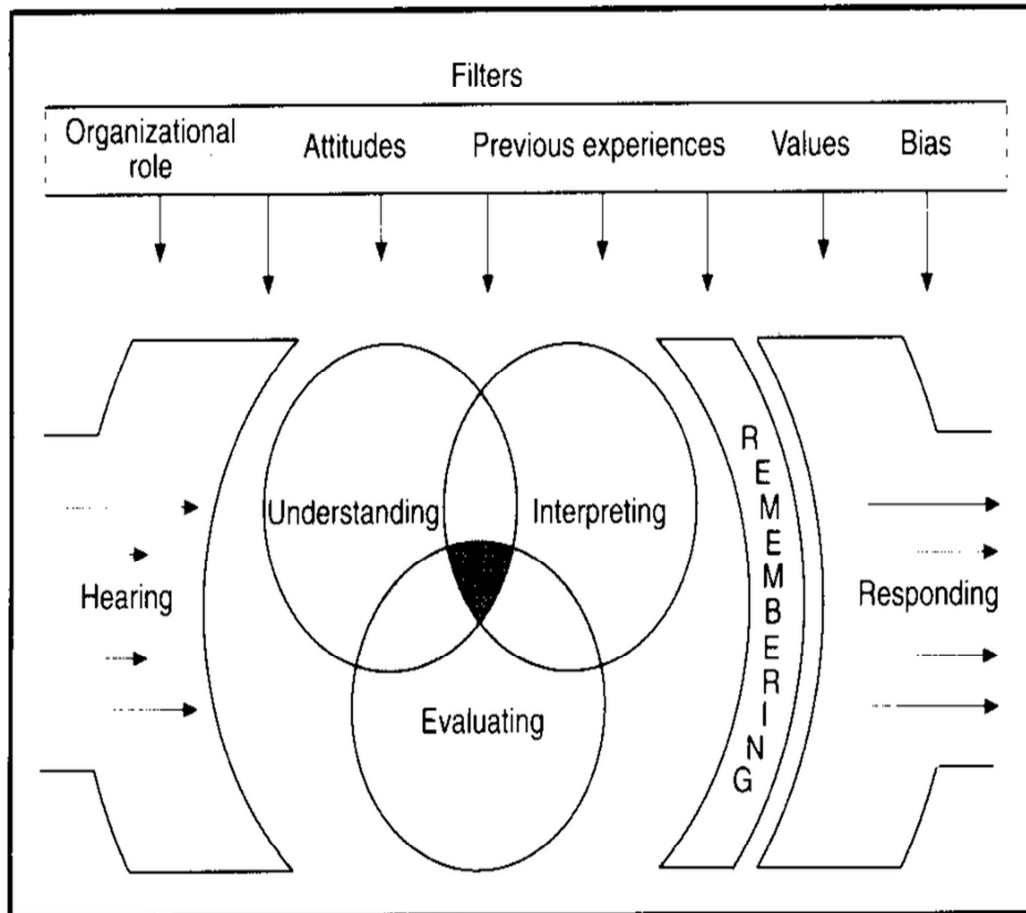 Filters
Organizational
role
Attitudes
Previous experiences
Values
Bias
Understanding
Interpreting
Hearing
Evaluating
REMEMBERING
Responding